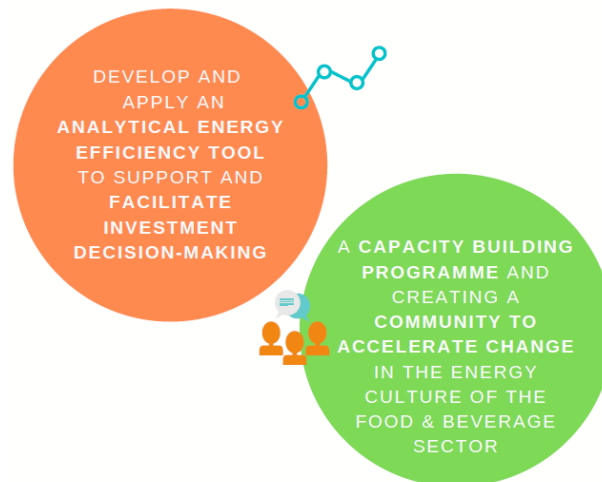 DEVELOP AND
APPLY AN
ANALYTICAL ENERGY
EFFICIENCY TOOL
TO SUPPORT AND
FACILITATE
INVESTMENT
DECISION-MAKING
A CAPACITY BUILDING
PROGRAMME AND
CREATING A
COMMUNITY TO
ACCELERATE CHANGE
IN THE ENERGY
CULTURE OF THE
FOOD & BEVERAGE
SECTOR